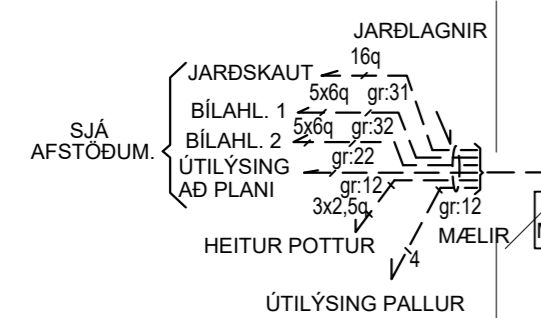 JARÐLAGNIR
16q
JARÐSKAUT
5x6q gr:31
BÍLAHL. 1
5x6q gr:32
SJÁ
AFSTÖÐUM.
BÍLAHL. 2
gr:22
ÚTILÝSING
AÐ PLANI
gr:12
3x2,5q
gr:12
HEITUR POTTUR
MÆLIR
4
ÚTILÝSING PALLUR